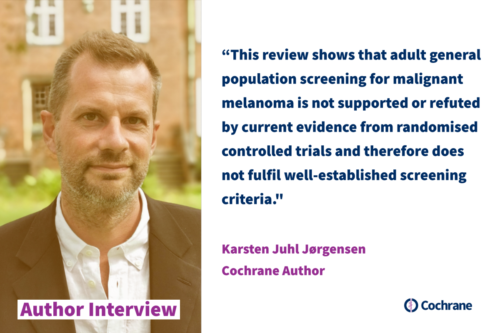 “This review shows that adult general
population screening for malignant
melanoma is not supported or refuted
by current evidence from randomised
controlled trials and therefore does
not fulfil well-established screening
criteria."
Karsten Juhl Jørgensen
Cochrane Author
Author Interview
Cochrane